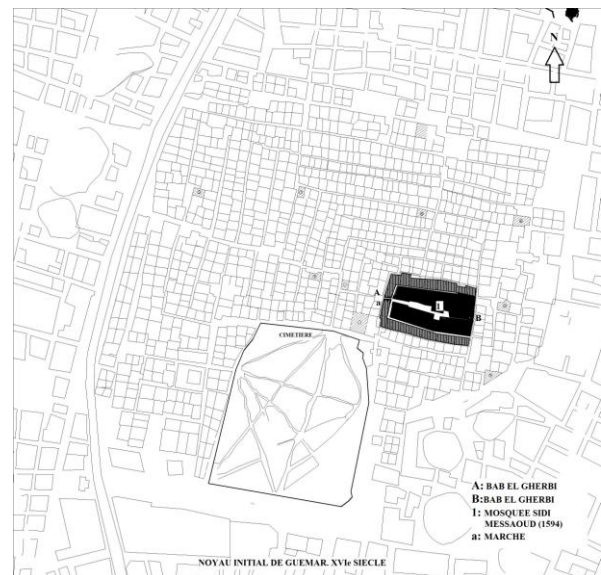 N
A
a
1
B
CIMETIERE
A: BAB EL GHERBI
B:BAB EL GHERBI
1: MOSQUEE SIDI
MESSAOUD (1594)
a: MARCHE
NOYAU INITIAL DE GUEMAR. XVIe SIECLE